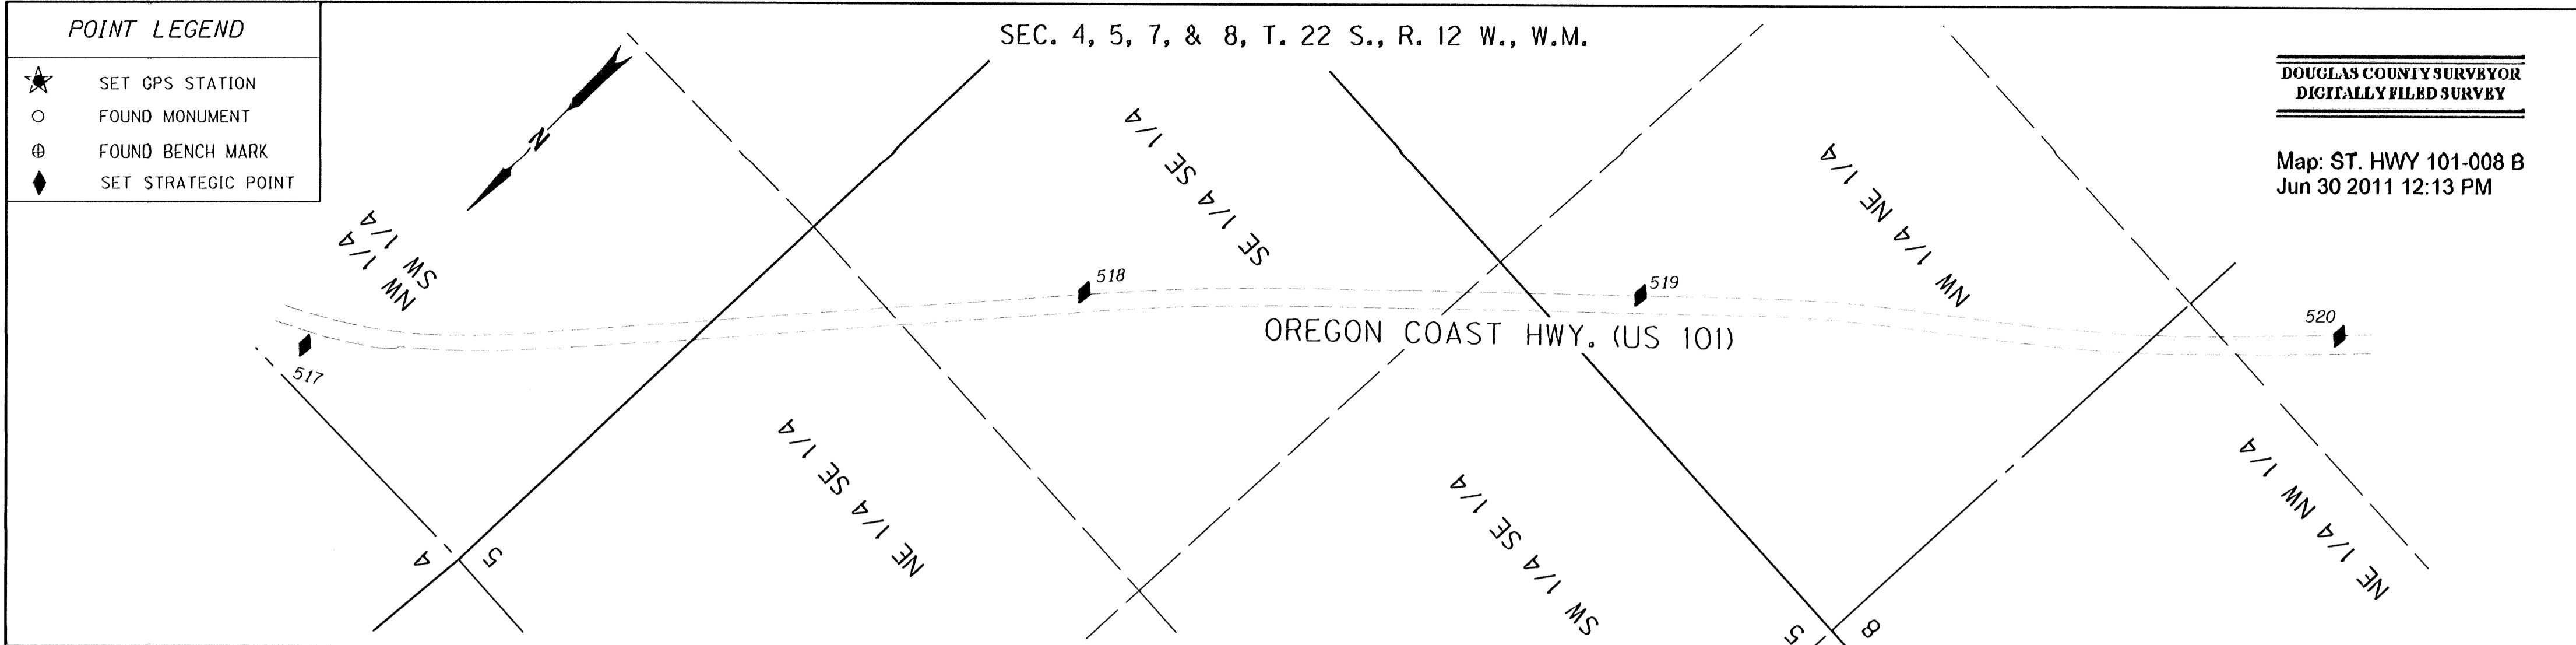 POINT LEGEND
SET GPS STATION
FOUND MONUMENT
FOUND BENCH MARK
SET STRATEGIC POINT
SEC. 4, 5, 7, & 8, T. 22 S., R. 12 W., W.M.
DOUGLAS COUNTY SURVEYOR
DIGITALLY FILED SURVEY
Map: ST. HWY 101-008 B
Jun 30 2011 12:13 PM
N
NW 1/4
SW 1/4
SE 1/4 SE 1/4
NW 1/4 NE 1/4
517
518
519
520
OREGON COAST HWY. (US 101)
NE 1/4 SE 1/4
SW 1/4 SE 1/4
NE 1/4 NW 1/4
4
5
5
8